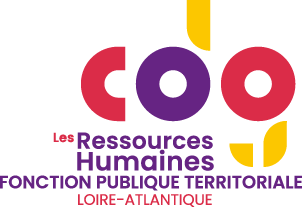 cdg
Les Ressources
Humaines
FONCTION PUBLIQUE TERRITORIALE
LOIRE-ATLANTIQUE